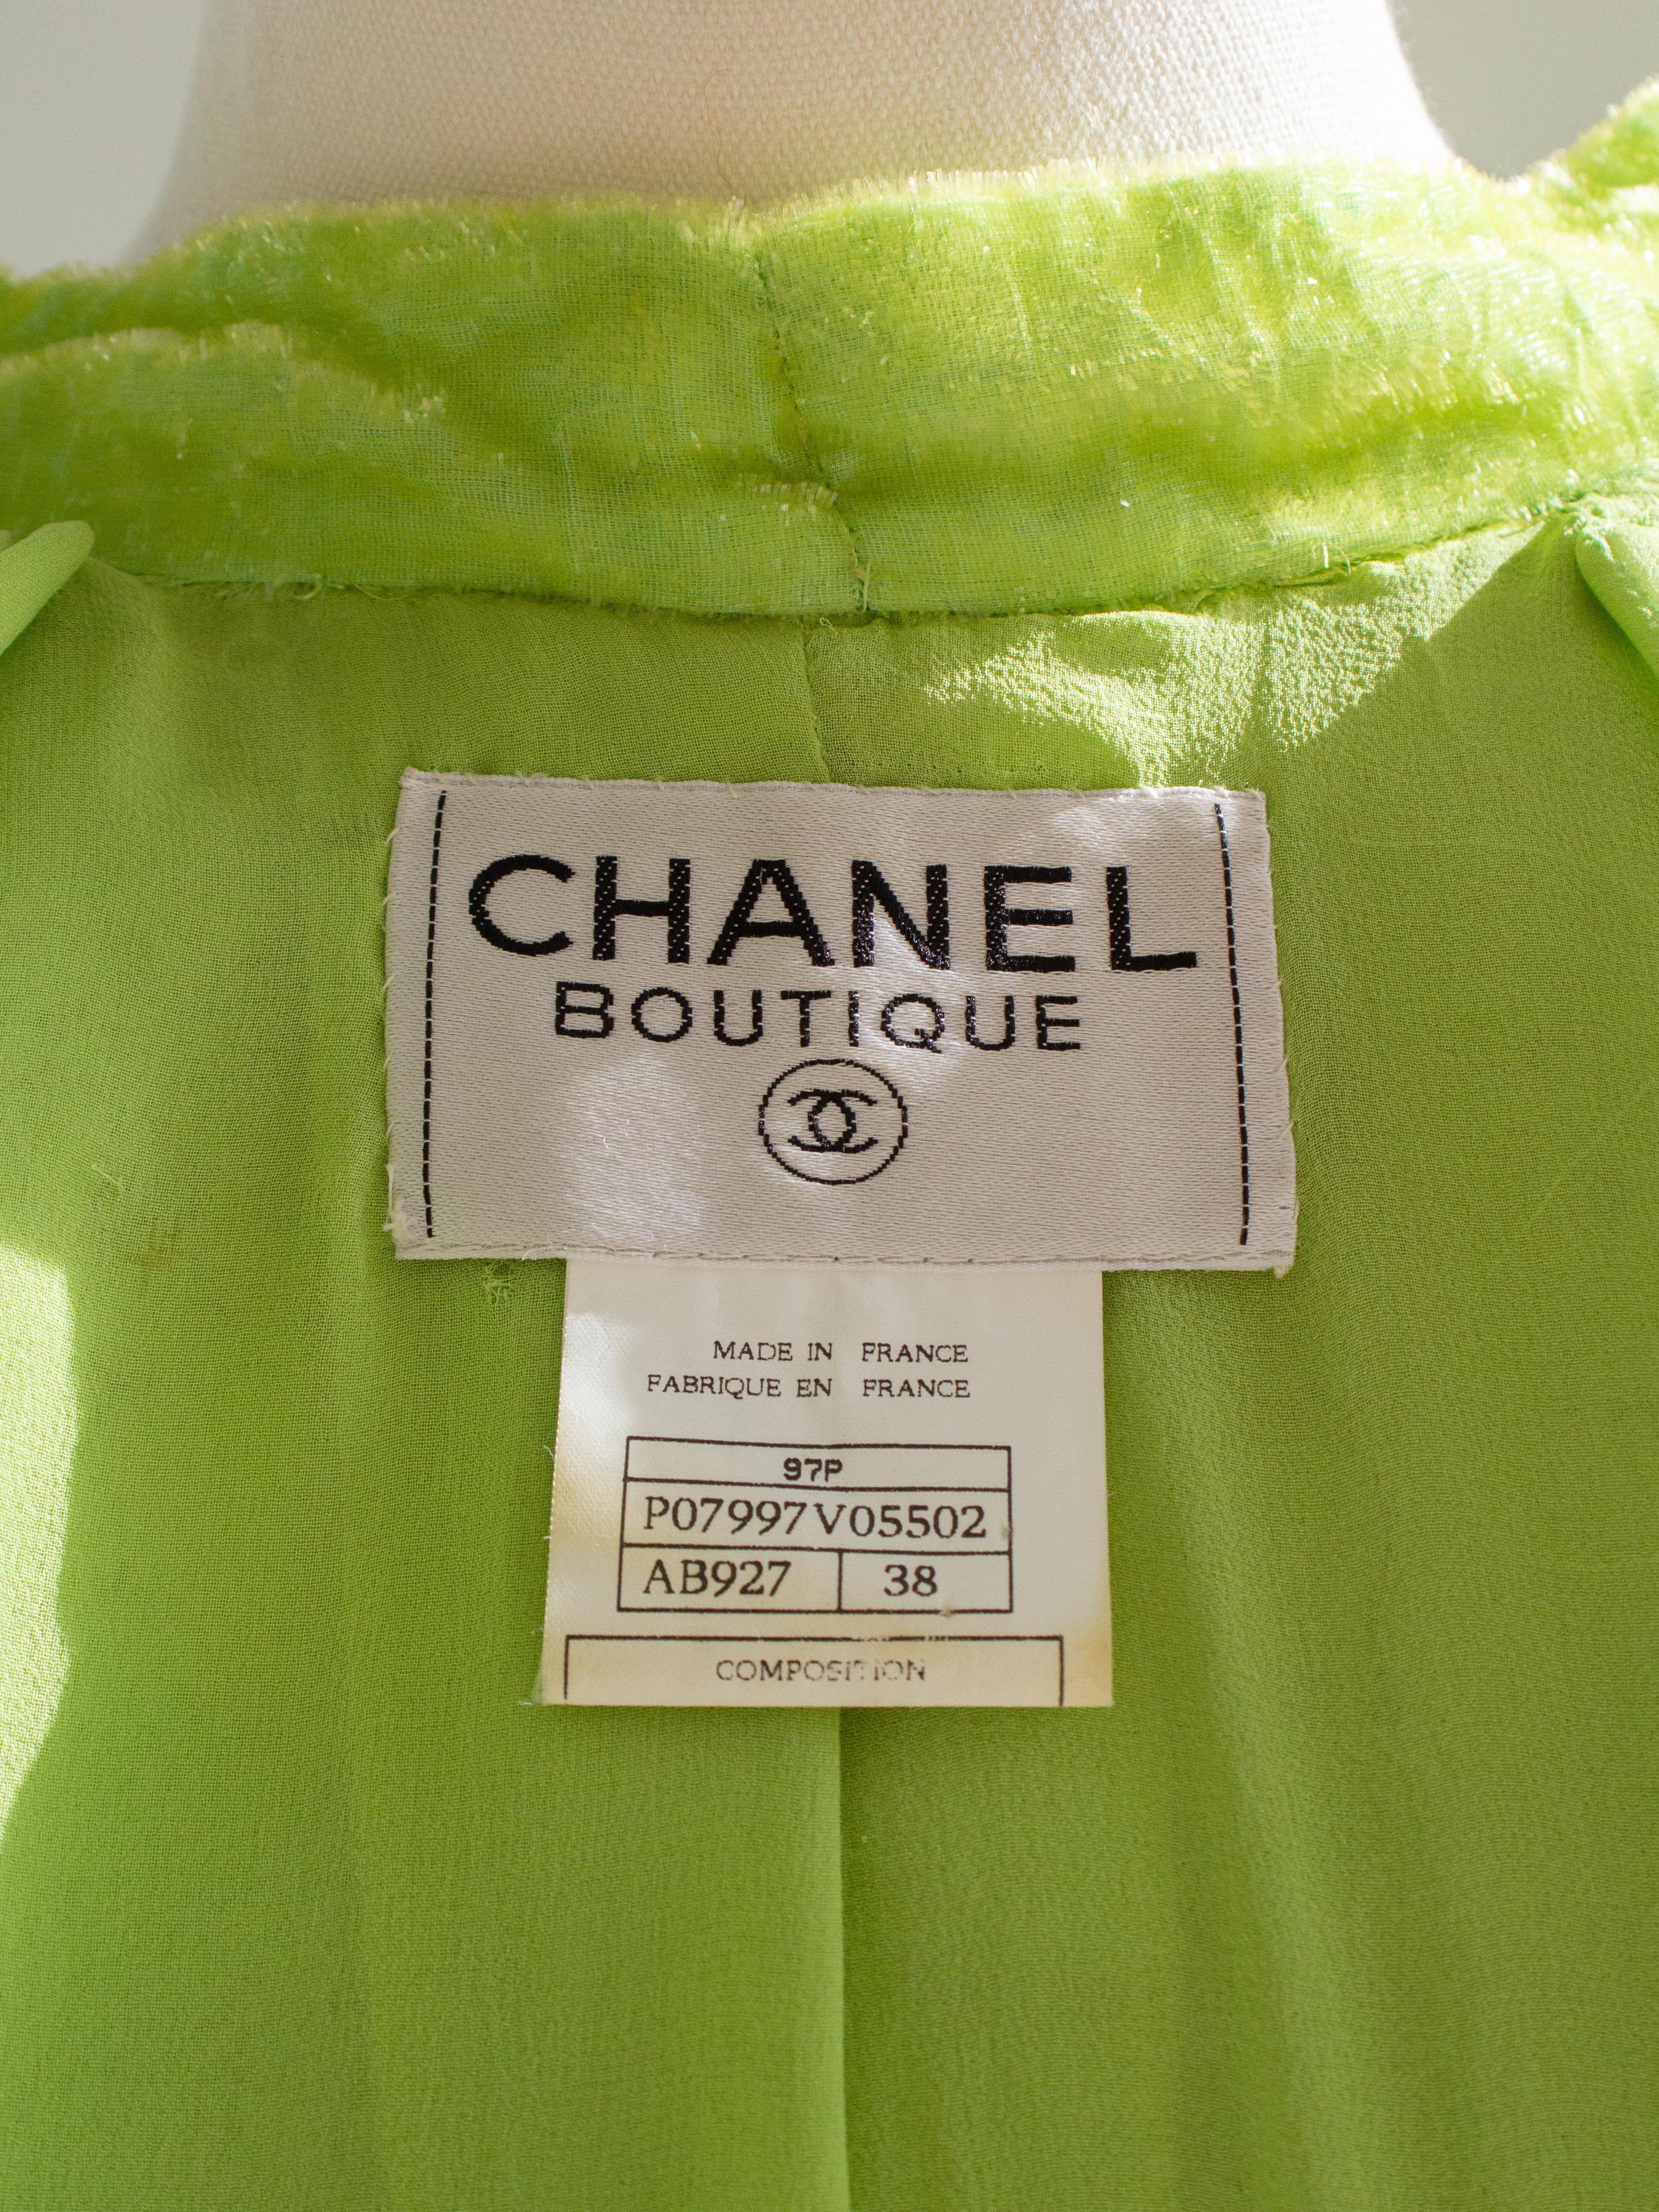 CHANEL
BOUTIQUE
MADE IN FRANCE
FABRIQUE EN FRANCE
97P
P07997V05502
AB927 38
COMPOSITION